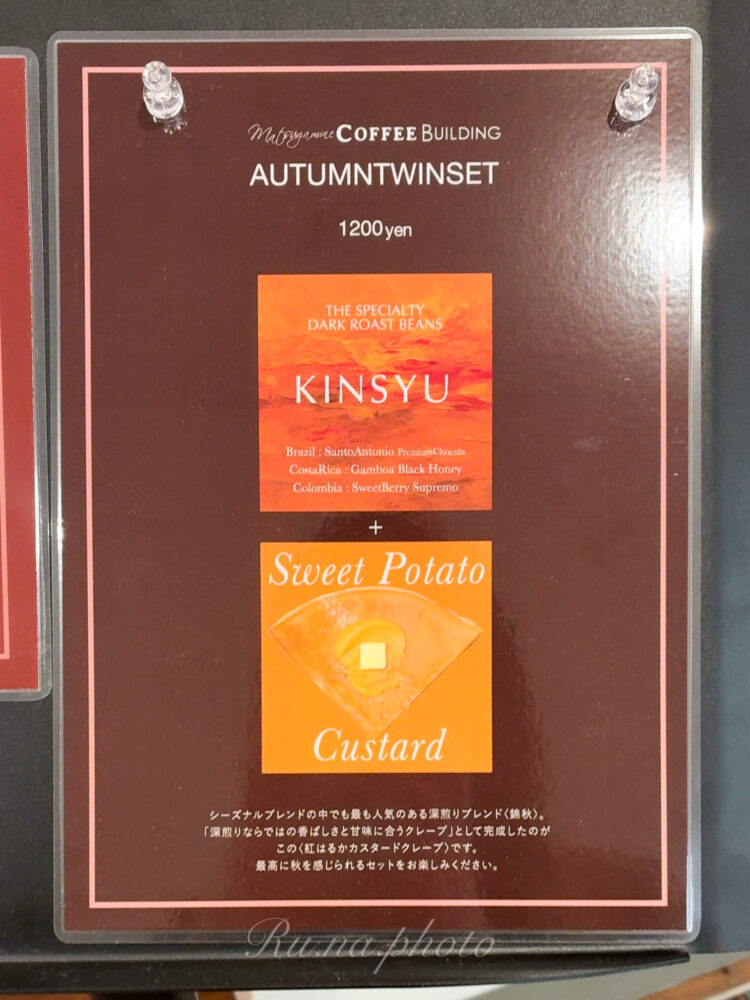 Matsugamine COFFEE BUILDING
AUTUMNTWINSET
1200yen
THE SPECIALTY
DARK ROAST BEANS
KINSYU
Brazil : SantoAntonio PremiumChocola
CostaRica : Gamboa Black Honey
Colombia : SweetBerry Supremo
+
Sweet Potato
Custard
シーズナルブレンドの中でも最も人気のある深煎りブレンド〈錦秋〉。
「深煎りならではの香ばしさと甘味に合うクレープ」として完成したのが
この〈紅はるかカスタードクレープ〉です。
最高に秋を感じられるセットをお楽しみください。
Ru.na.photo